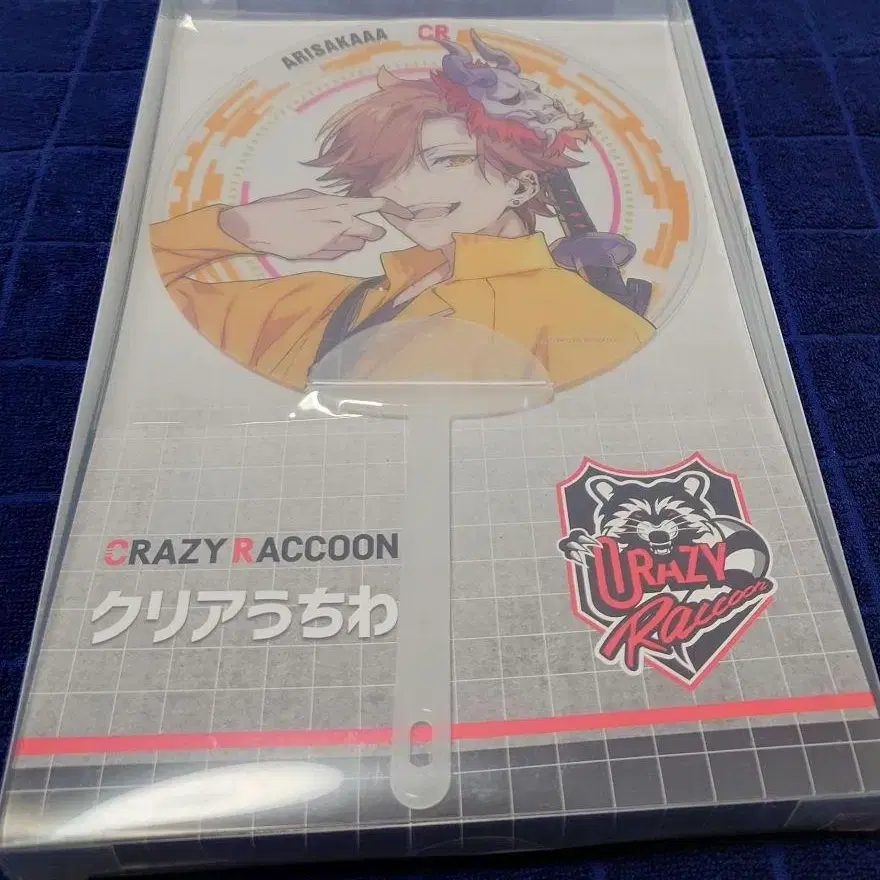 ARISAKAAA CR
CRAZY RACCOON
クリアうちわ
CRAZY
Raccoon